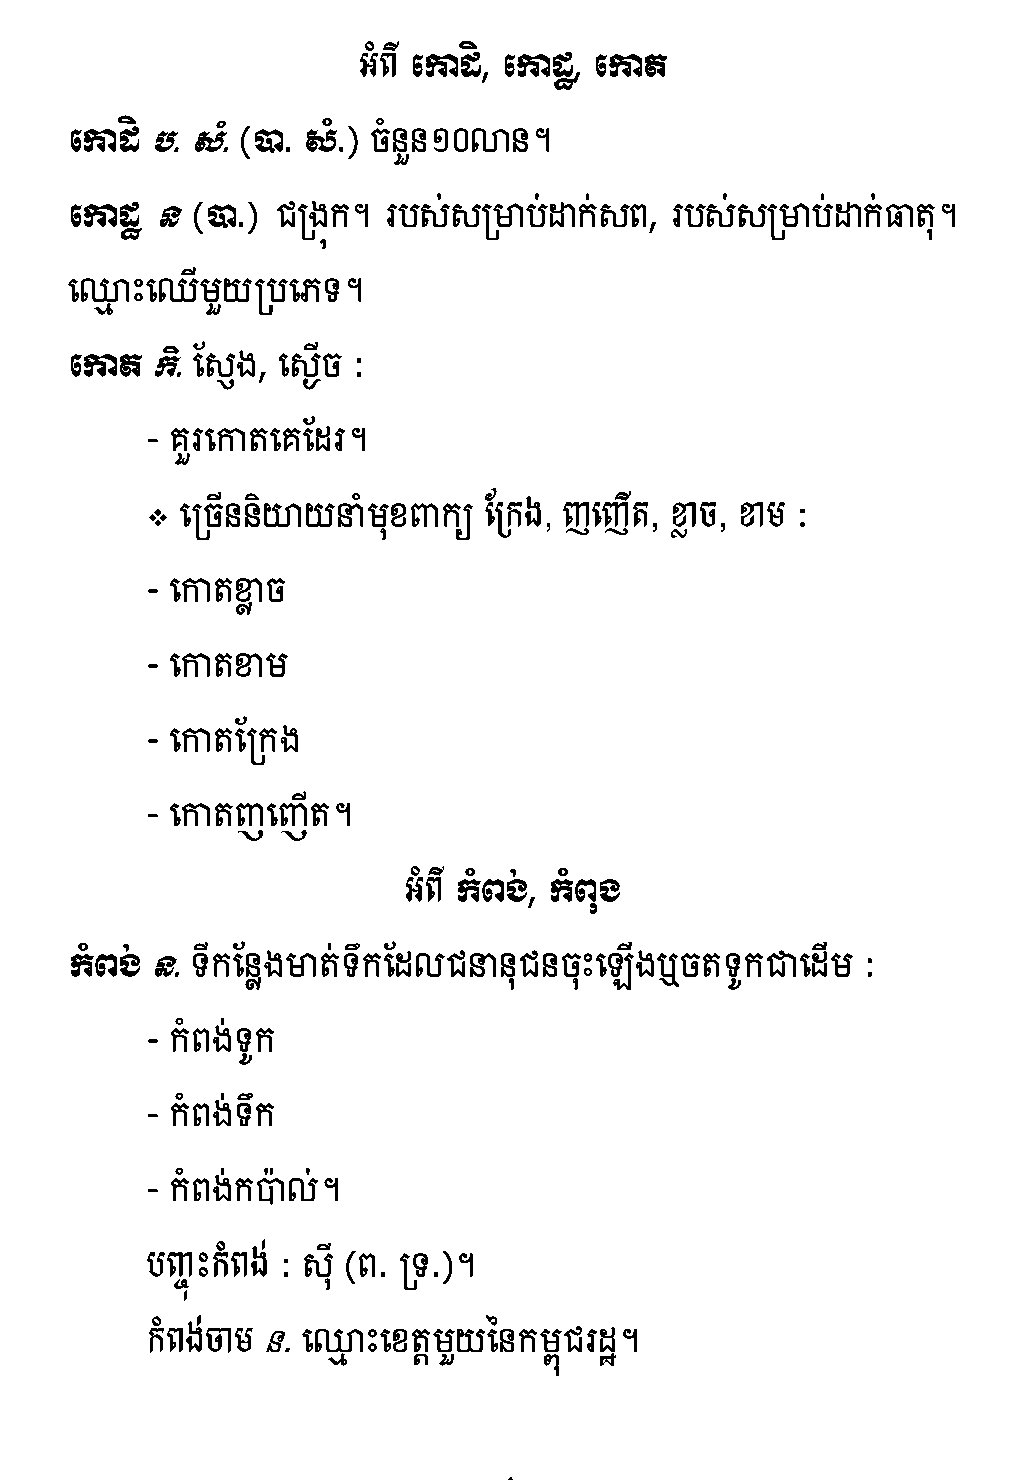 អំពី កោដិ, កោដ្ឋ, កោត
កោដិ ប. សំ. (បា. សំ.) ចំនួន១០លាន។
កោដ្ឋ ន (បា.) ជង្រុក។ របស់សម្រាប់ដាក់សព, របស់សម្រាប់ដាក់ធាតុ។
ឈ្មោះឈើមួយប្រភេទ។
កោត កិ. ស្ញែង, ស្ងើច :
- គួរកោតគេដែរ។
❖ ច្រើននិយាយនាំមុខពាក្យ ក្រែង, ញញើត, ខ្លាច, ខាម :
- កោតខ្លាច
- កោតខាម
- កោតក្រែង
- កោតញញើត។
អំពី កំពង់, កំពុង
កំពង់ ន. ទីកន្លែងមាត់ទឹកដែលជនានុជនចុះឡើងឬចតទូកជាដើម :
- កំពង់ទូក
- កំពង់ទឹក
- កំពង់កប៉ាល់។
បញ្ចុះកំពង់ : ស៊ី (ព. ទ្រ.)។
កំពង់ចាម ន. ឈ្មោះខេត្តមួយនៃកម្ពុជរដ្ឋ។